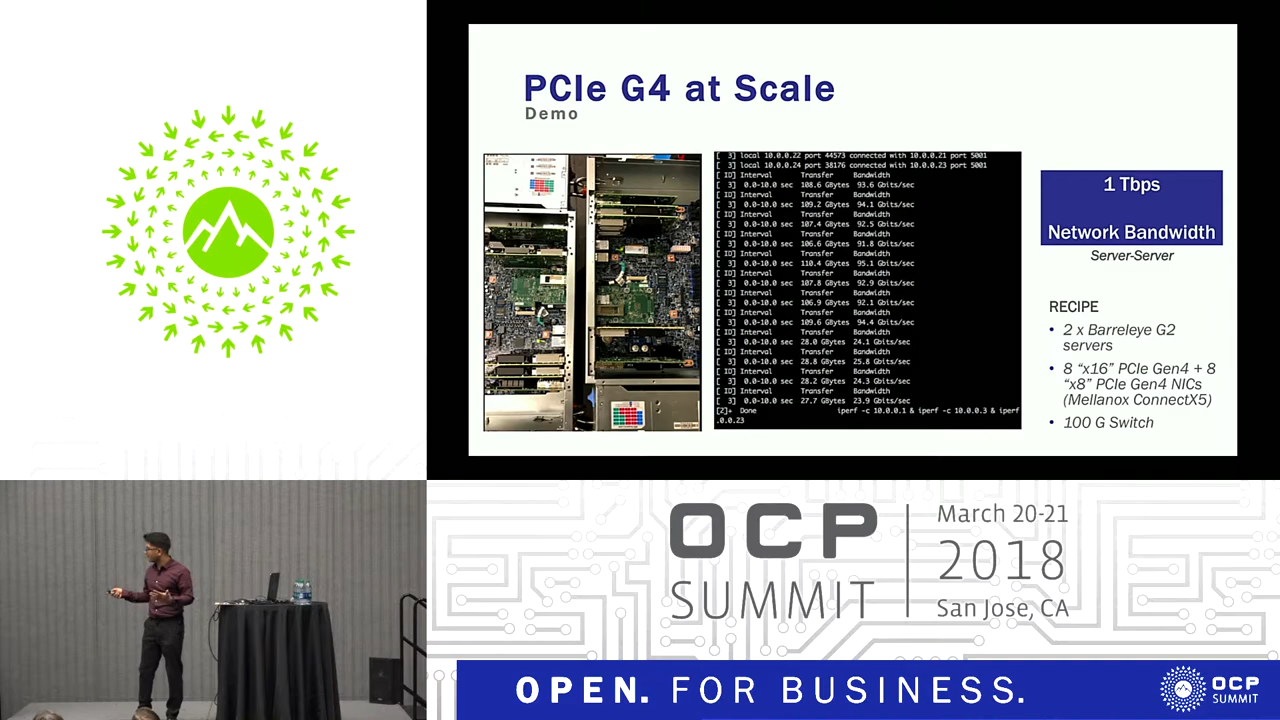 PCIe G4 at Scale
Demo
[ 3] local 10.0.0.22 port 44573 connected with 10.0.0.21 port 5001
[ 3] local 10.0.0.24 port 38176 connected with 10.0.0.23 port 5001
[ ID] Interval Transfer Bandwidth
[ 3] 0.0-10.0 sec 108.6 GBytes 93.6 Gbits/sec
[ ID] Interval Transfer Bandwidth
[ 3] 0.0-10.0 sec 109.2 GBytes 94.1 Gbits/sec
[ ID] Interval Transfer Bandwidth
[ 3] 0.0-10.0 sec 107.4 GBytes 92.5 Gbits/sec
[ ID] Interval Transfer Bandwidth
[ 3] 0.0-10.0 sec 106.6 GBytes 91.8 Gbits/sec
[ ID] Interval Transfer Bandwidth
[ 3] 0.0-10.0 sec 110.4 GBytes 95.1 Gbits/sec
[ ID] Interval Transfer Bandwidth
[ 3] 0.0-10.0 sec 107.8 GBytes 92.9 Gbits/sec
[ ID] Interval Transfer Bandwidth
[ 3] 0.0-10.0 sec 106.9 GBytes 92.1 Gbits/sec
[ ID] Interval Transfer Bandwidth
[ 3] 0.0-10.0 sec 109.6 GBytes 94.4 Gbits/sec
[ ID] Interval Transfer Bandwidth
[ 3] 0.0-10.0 sec 28.0 GBytes 24.1 Gbits/sec
[ ID] Interval Transfer Bandwidth
[ 3] 0.0-10.0 sec 28.8 GBytes 25.8 Gbits/sec
[ ID] Interval Transfer Bandwidth
[ 3] 0.0-10.0 sec 28.2 GBytes 24.3 Gbits/sec
[ ID] Interval Transfer Bandwidth
[ 3] 0.0-10.0 sec 27.7 GBytes 23.9 Gbits/sec
[2]+ Done iperf -c 10.0.0.1 & iperf -c 10.0.0.3 & iperf
.0.0.23
1 Tbps
Network Bandwidth
Server-Server
RECIPE
• 2 x Barreleye G2
servers
• 8 “x16” PCIe Gen4 + 8
“x8” PCIe Gen4 NICs
(Mellanox ConnectX5)
• 100 G Switch
OCP
SUMMIT
March 20-21
2018
San Jose, CA
OPEN. FOR BUSINESS.
OCP
SUMMIT